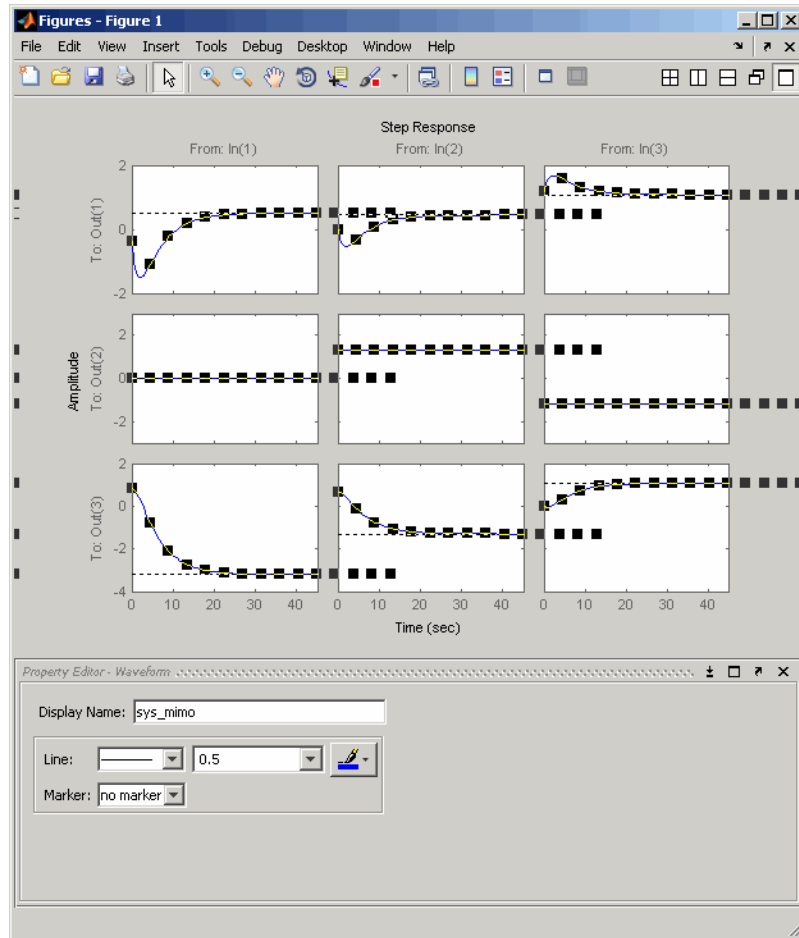 Figures - Figure 1
File Edit View Insert Tools Debug Desktop Window Help
Step Response
From: In(1) From: In(2) From: In(3)
To: Out(1)
2
0
-2
Amplitude
To: Out(2)
2
0
-2
To: Out(3)
2
0
-2
-4
0 10 20 30 40 0 10 20 30 40 0 10 20 30 40
Time (sec)
Property Editor - Waveform
Display Name: sys_mimo
Line: 0.5
Marker: no marker